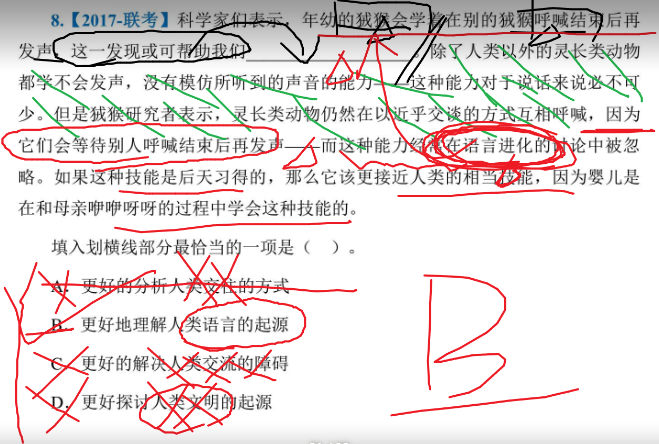 8.【2017-联考】科学家们表示，年幼的狨猴会学着在别的狨猴呼喊结束后再
发声，这一发现或可帮助我们__________。除了人类以外的灵长类动物
都学不会发声，没有模仿所听到的声音的能力——这种能力对于说话来说必不可
少。但是狨猴研究者表示，灵长类动物仍然在以近乎交谈的方式互相呼喊，因为
它们会等待别人呼喊结束后再发声——而这种能力经常在语言进化的讨论中被忽
略。如果这种技能是后天习得的，那么它该更接近人类的相当技能，因为婴儿是
在和母亲咿咿呀呀的过程中学会这种技能的。
填入划横线部分最恰当的一项是（ ）。
A. 更好的分析人类交往的方式
B. 更好地理解人类语言的起源
C. 更好的解决人类交流的障碍
D. 更好探讨人类文明的起源
B